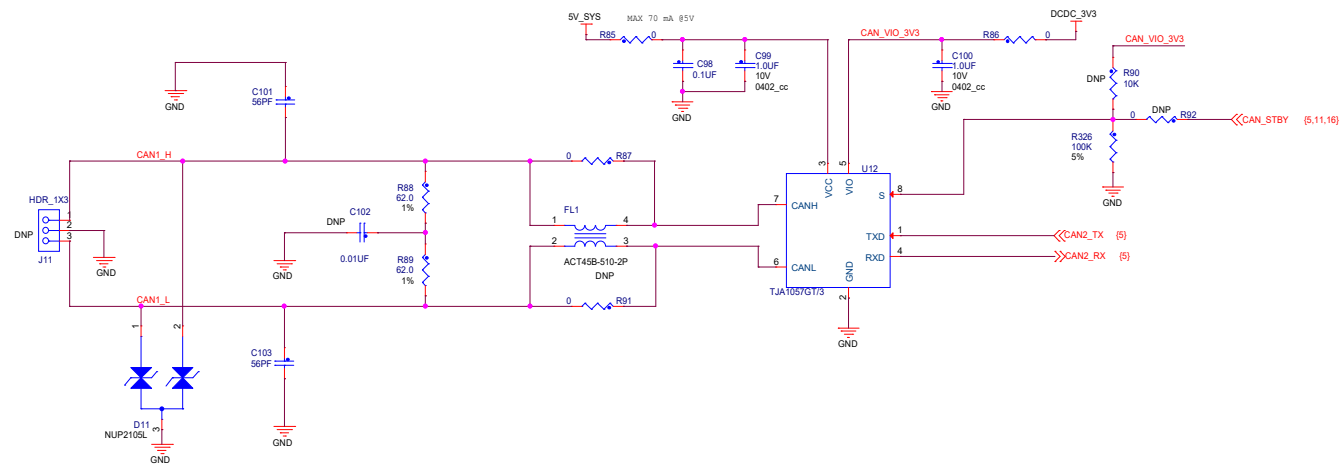 5V_SYS
MAX 70 mA @5V
R85
0
C98
0.1UF
C99
1.0UF
10V
0402_cc
GND
CAN_VIO_3V3
R86
0
DCDC_3V3
C100
1.0UF
10V
0402_cc
GND
CAN_VIO_3V3
DNP
R90
10K
DNP
0
R92
CAN_STBY
{5,11,16}
R326
100K
5%
GND
C101
56PF
GND
CAN1_H
HDR_1X3
1
2
3
DNP
J11
GND
DNP
C102
0.01UF
GND
R88
62.0
1%
R89
62.0
1%
0
R87
FL1
1
4
2
3
ACT45B-510-2P
DNP
0
R91
CAN1_L
3
5
U12
VCC
VIO
7
CANH
S
8
TXD
1
CAN2_TX
{5}
RXD
4
CAN2_RX
{5}
6
CANL
GND
TJA1057GT/3
2
GND
1
2
C103
56PF
GND
D11
NUP2105L
3
GND